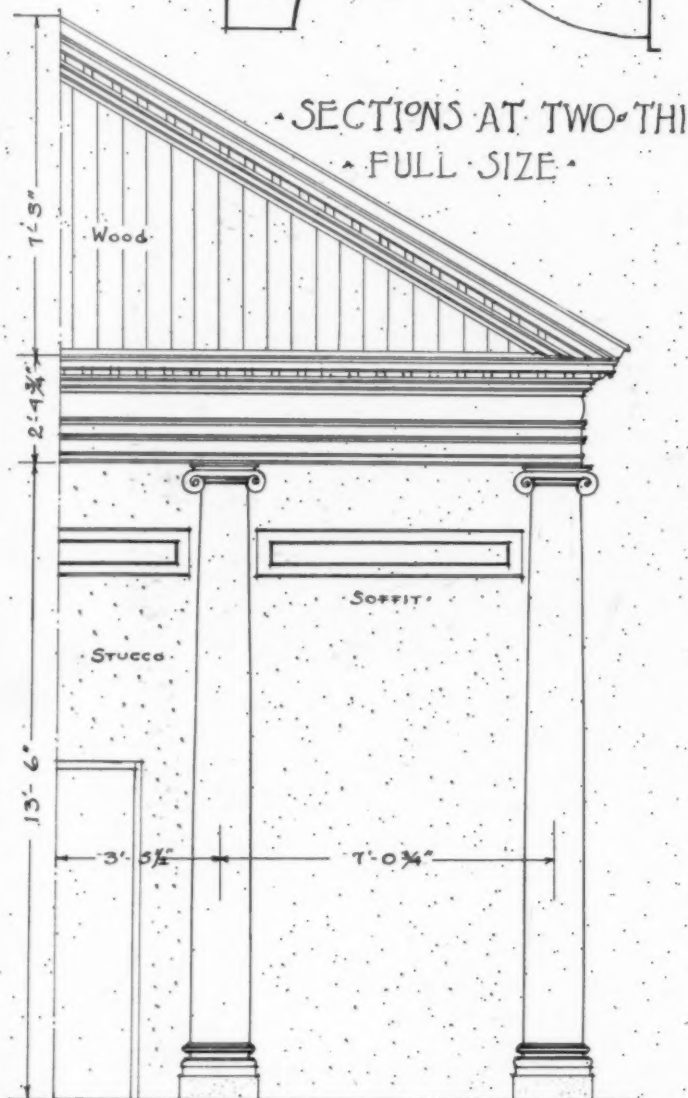 SECTIONS AT TWO·THI
FULL SIZE
7'-3"
Wood
2'-4¾"
SOFFIT
STUCCO
13'-6"
3'-5½"
7'-0¾"